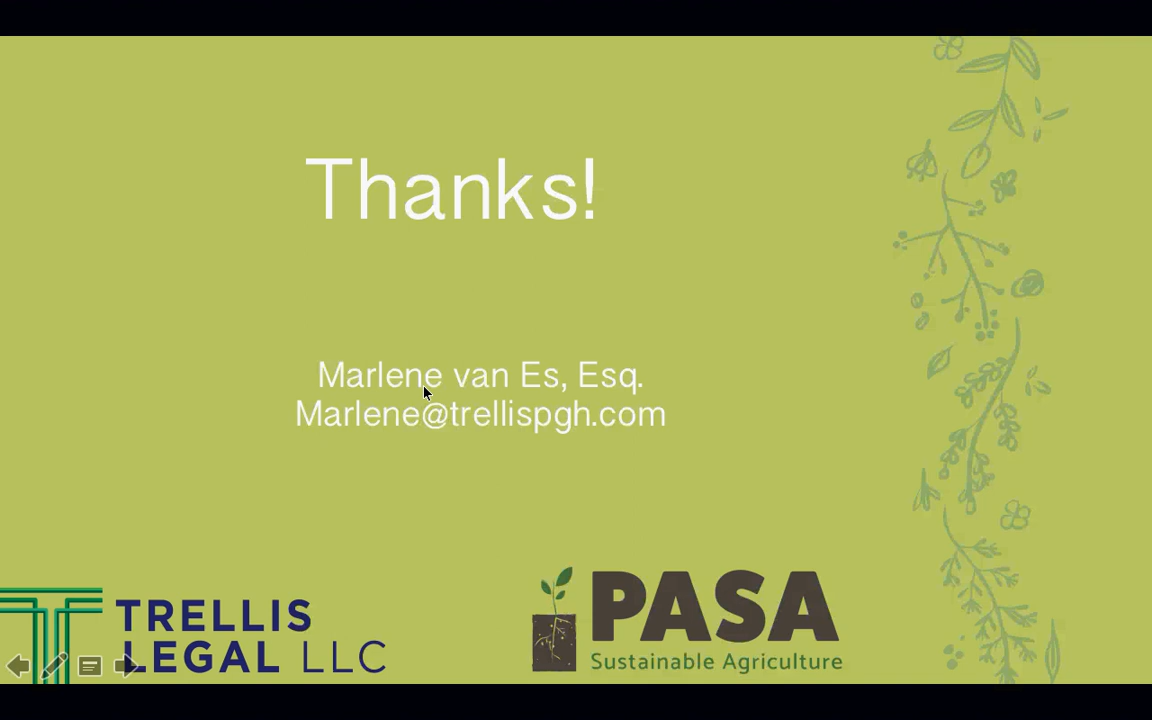 Thanks!
Marlene van Es, Esq.
Marlene@trellispgh.com
TRELLIS
LEGAL LLC
PASA
Sustainable Agriculture